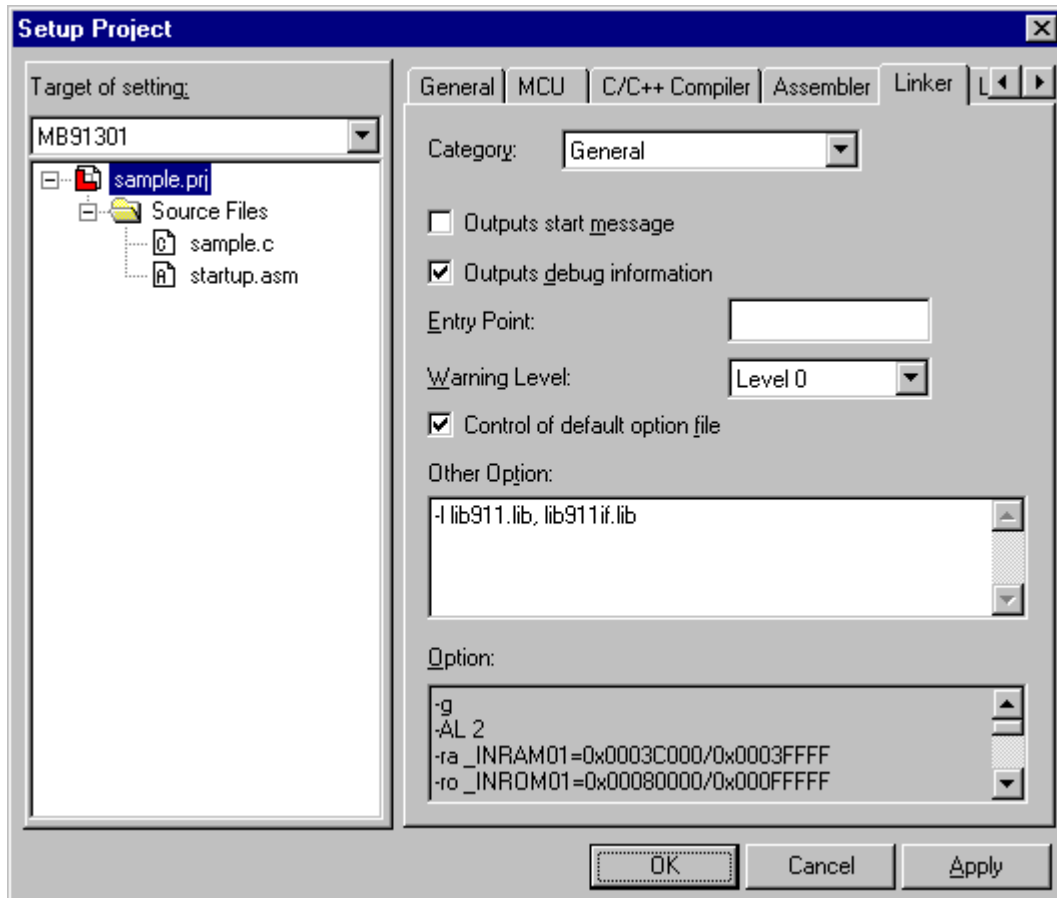 Setup Project
Target of setting:
MB91301
sample.prj
Source Files
sample.c
startup.asm
General MCU C/C++ Compiler Assembler Linker L
Category: General
Outputs start message
Outputs debug information
Entry Point:
Warning Level: Level 0
Control of default option file
Other Option:
-l lib911.lib, lib911if.lib
Option:
-g
-AL 2
-ra _INRAM01=0x0003C000/0x0003FFFF
-ro _INROM01=0x00080000/0x000FFFFF
OK Cancel Apply